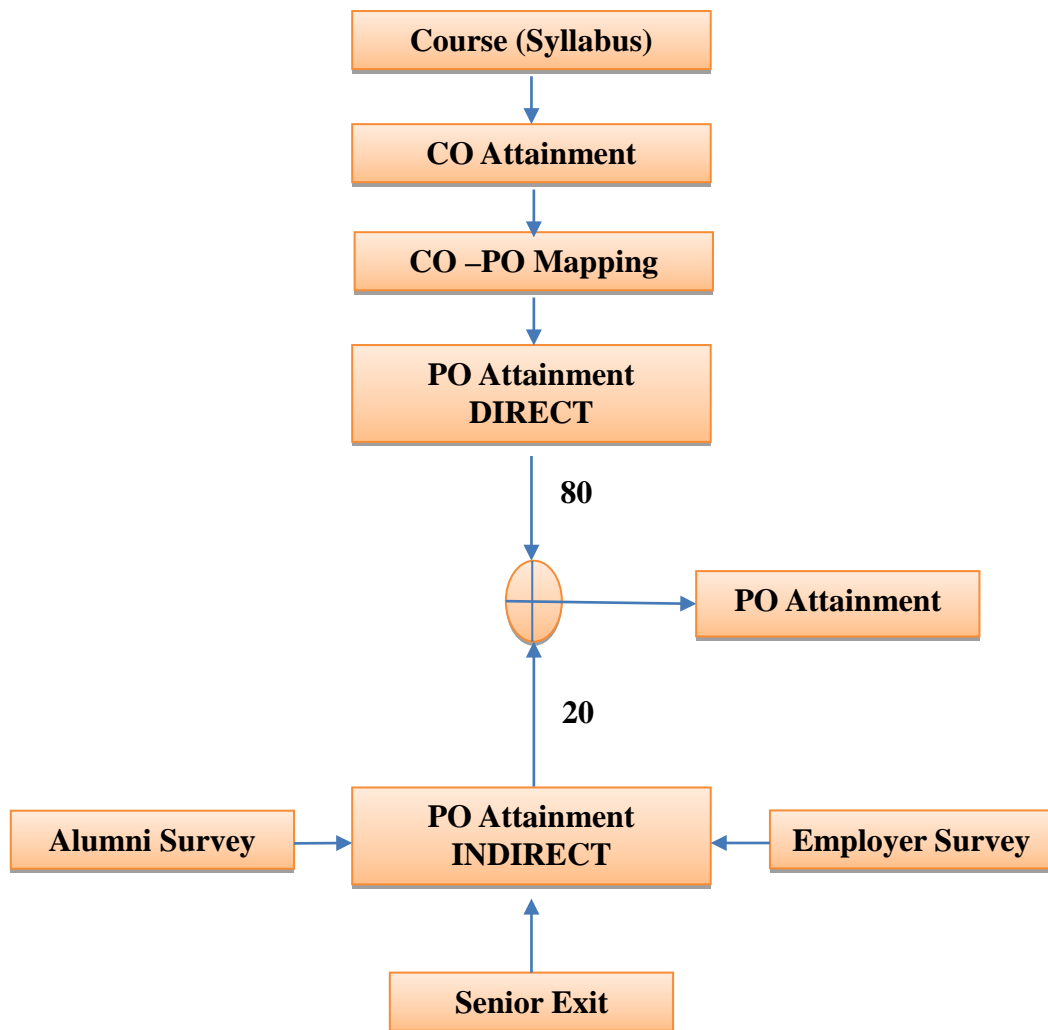 Course (Syllabus)
CO Attainment
CO –PO Mapping
PO Attainment
DIRECT
80
PO Attainment
20
Alumni Survey
PO Attainment
INDIRECT
Employer Survey
Senior Exit